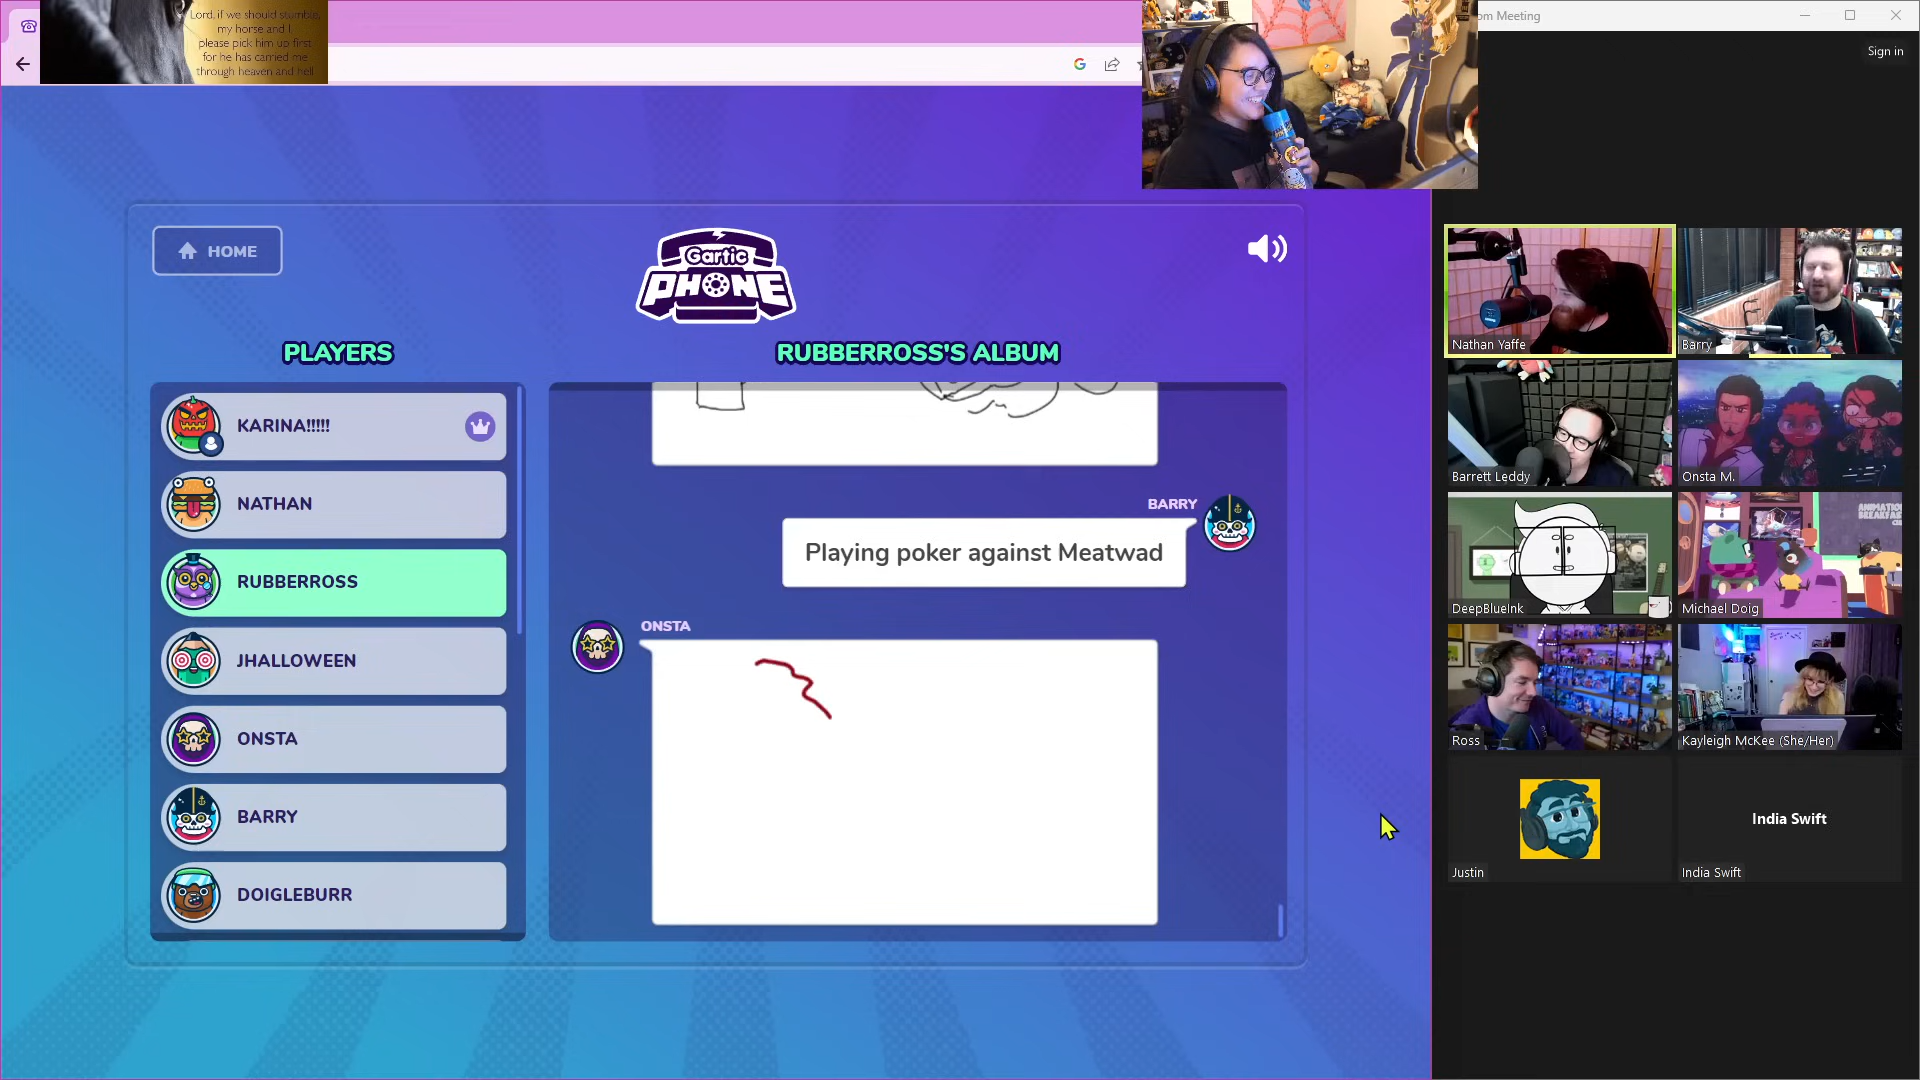 Lord, if we should stumble,
my horse and I,
please pick him up first
for he has carried me
through heaven and hell
om Meeting
Sign in
HOME
Gartic
PHONE
PLAYERS
RUBBERROSS'S ALBUM
KARINA!!!!!
NATHAN
RUBBERROSS
JHALLOWEEN
ONSTA
BARRY
DOIGLEBURR
BARRY
Playing poker against Meatwad
ONSTA
Nathan Yaffe
Barry
Barrett Leddy
Onsta M.
DeepBlueInk
ANIMATION
BREAKFAS
Michael Doig
Ross
Kayleigh McKee (She/Her)
India Swift
Justin
India Swift